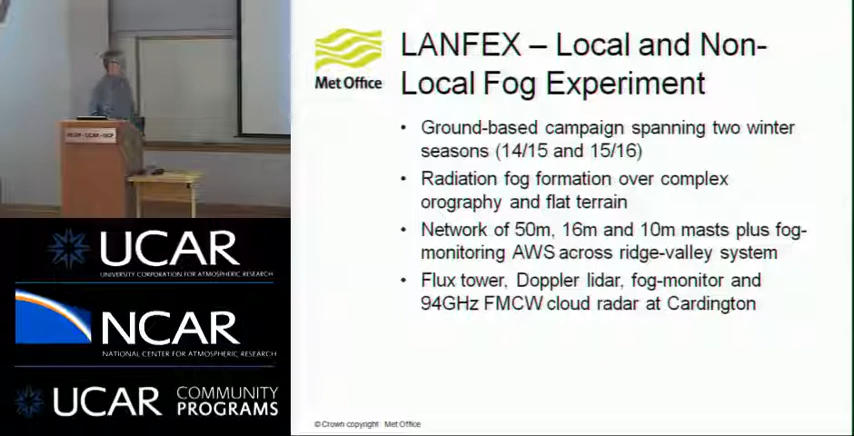 Met Office
LANFEX – Local and Non-
Local Fog Experiment
• Ground-based campaign spanning two winter
seasons (14/15 and 15/16)
• Radiation fog formation over complex
orography and flat terrain
• Network of 50m, 16m and 10m masts plus fog-
monitoring AWS across ridge-valley system
• Flux tower, Doppler lidar, fog-monitor and
94GHz FMCW cloud radar at Cardington
© Crown copyright Met Office
UCAR
UNIVERSITY CORPORATION FOR ATMOSPHERIC RESEARCH
NCAR
NATIONAL CENTER FOR ATMOSPHERIC RESEARCH
UCAR COMMUNITY
PROGRAMS